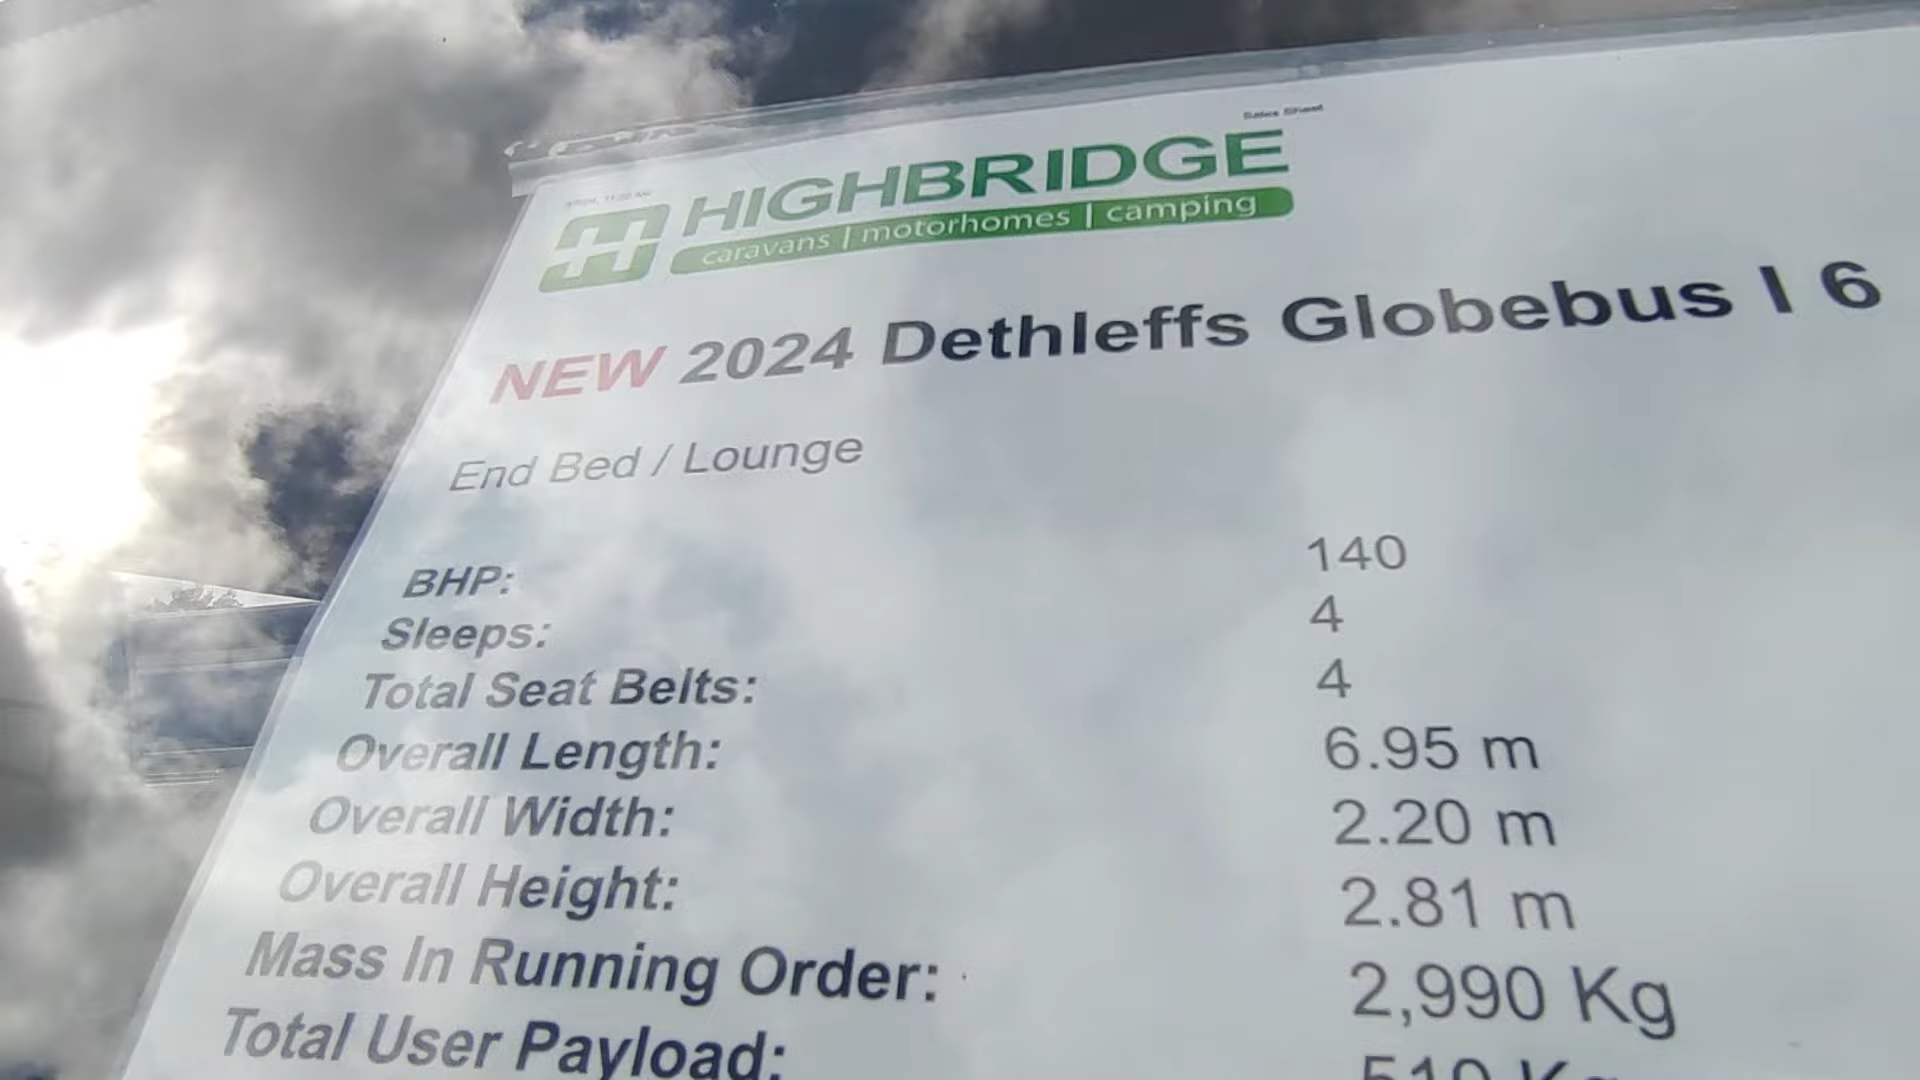 Sales Sheet
HIGHBRIDGE
caravans | motorhomes | camping
NEW 2024 Dethleffs Globebus I 6
End Bed / Lounge
BHP: 140
Sleeps: 4
Total Seat Belts: 4
Overall Length: 6.95 m
Overall Width: 2.20 m
Overall Height: 2.81 m
Mass In Running Order: 2,990 Kg
Total User Payload: 510 Kg